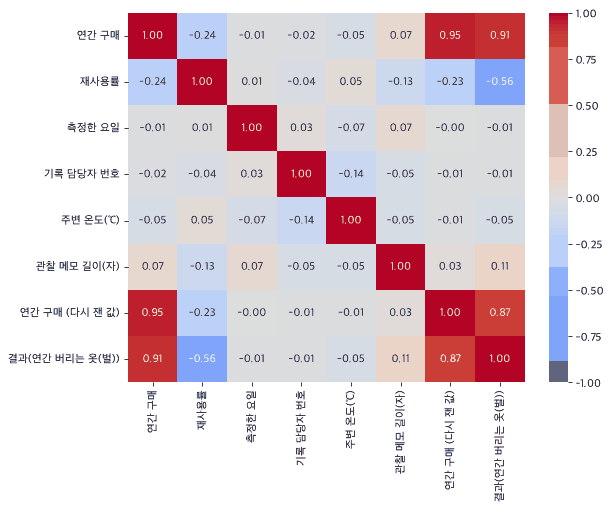 연간 구매 1.00 -0.24 -0.01 -0.02 -0.05 0.07 0.95 0.91
재사용률 -0.24 1.00 0.01 -0.04 0.05 -0.13 -0.23 -0.56
측정한 요일 -0.01 0.01 1.00 0.03 -0.07 0.07 -0.00 -0.01
기록 담당자 번호 -0.02 -0.04 0.03 1.00 -0.14 -0.05 -0.01 -0.01
주변 온도(℃) -0.05 0.05 -0.07 -0.14 1.00 -0.05 -0.01 -0.05
관찰 메모 길이(자) 0.07 -0.13 0.07 -0.05 -0.05 1.00 0.03 0.11
연간 구매 (다시 잰 값) 0.95 -0.23 -0.00 -0.01 -0.01 0.03 1.00 0.87
결과(연간 버리는 옷(벌)) 0.91 -0.56 -0.01 -0.01 -0.05 0.11 0.87 1.00
연간 구매
재사용률
측정한 요일
기록 담당자 번호
주변 온도(℃)
관찰 메모 길이(자)
연간 구매 (다시 잰 값)
결과(연간 버리는 옷(벌))
1.00
0.75
0.50
0.25
0.00
-0.25
-0.50
-0.75
-1.00